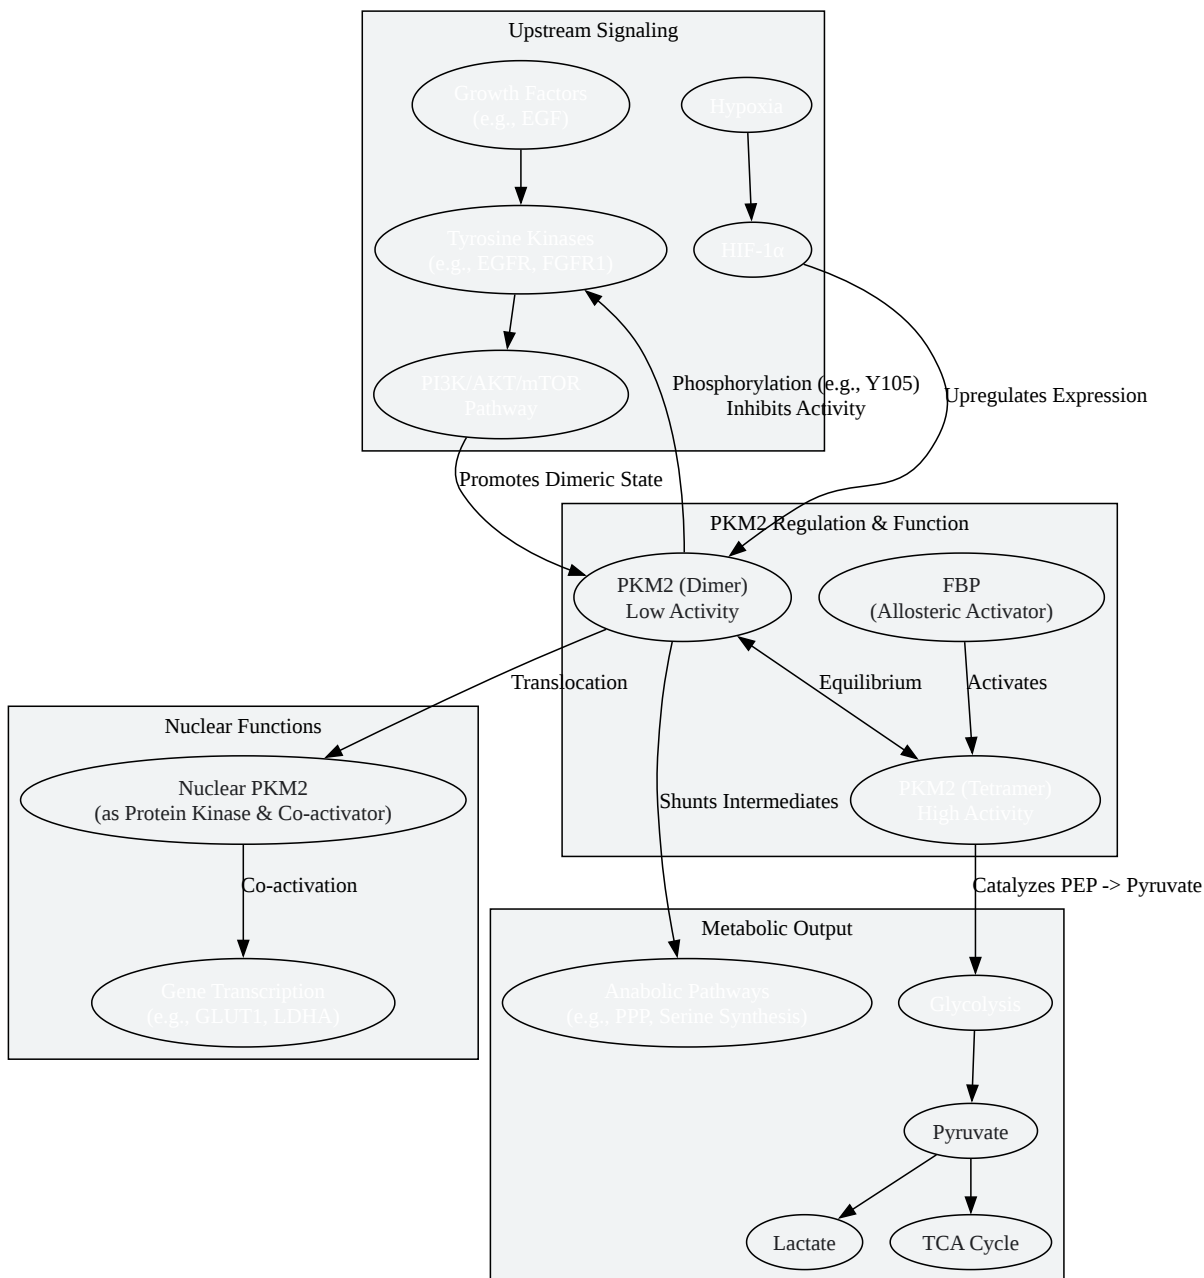 Upstream Signaling
Growth Factors
(e.g., EGF)
Hypoxia
Tyrosine Kinases
(e.g., EGFR, FGFR1)
HIF-1α
PI3K/AKT/mTOR
Pathway
Phosphorylation (e.g., Y105)
Inhibits Activity
Upregulates Expression
Promotes Dimeric State
PKM2 Regulation & Function
PKM2 (Dimer)
Low Activity
FBP
(Allosteric Activator)
Translocation
Equilibrium
Activates
Nuclear Functions
Nuclear PKM2
(as Protein Kinase & Co-activator)
Shunts Intermediates
PKM2 (Tetramer)
High Activity
Co-activation
Catalyzes PEP -> Pyruvate
Metabolic Output
Gene Transcription
(e.g., GLUT1, LDHA)
Anabolic Pathways
(e.g., PPP, Serine Synthesis)
Glycolysis
Pyruvate
Lactate
TCA Cycle